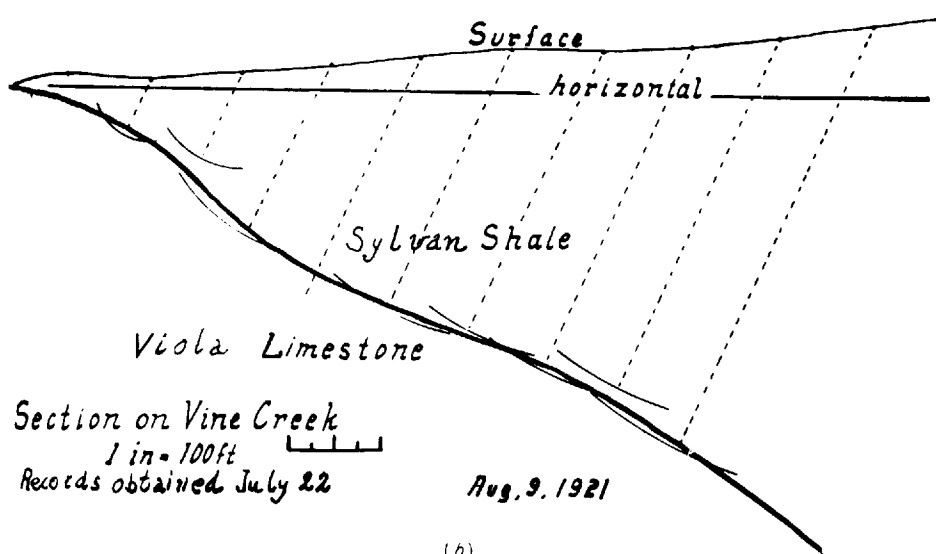 Surface
horizontal
Sylvan Shale
Viola Limestone
Section on Vine Creek
1 in = 100ft
Records obtained July 22
Aug, 9, 1921
(b)